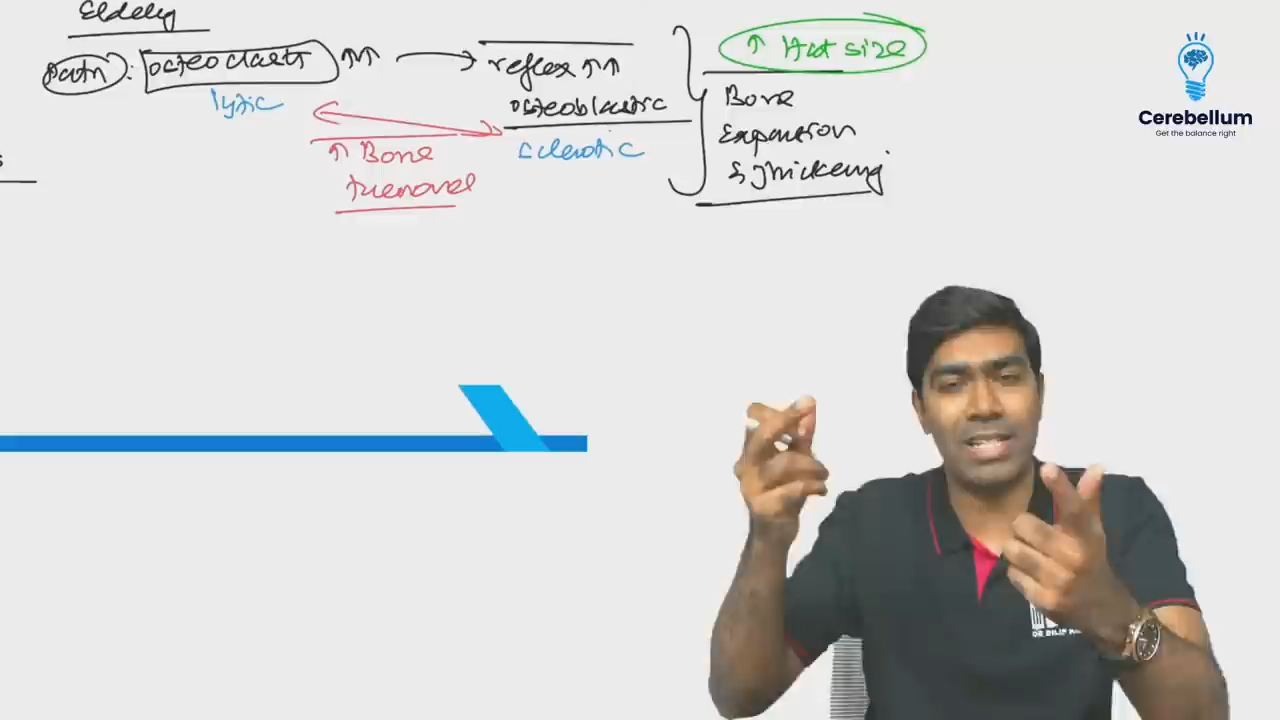 Elderly
Path : Osteoclasts ↑↑↑ → reflex ↑↑
lytic
osteoblastic
sclerotic
↑ Bone
turnover
↑ Hat size
Bone
Expansion
& Thickening
s
Cerebellum
Get the balance right